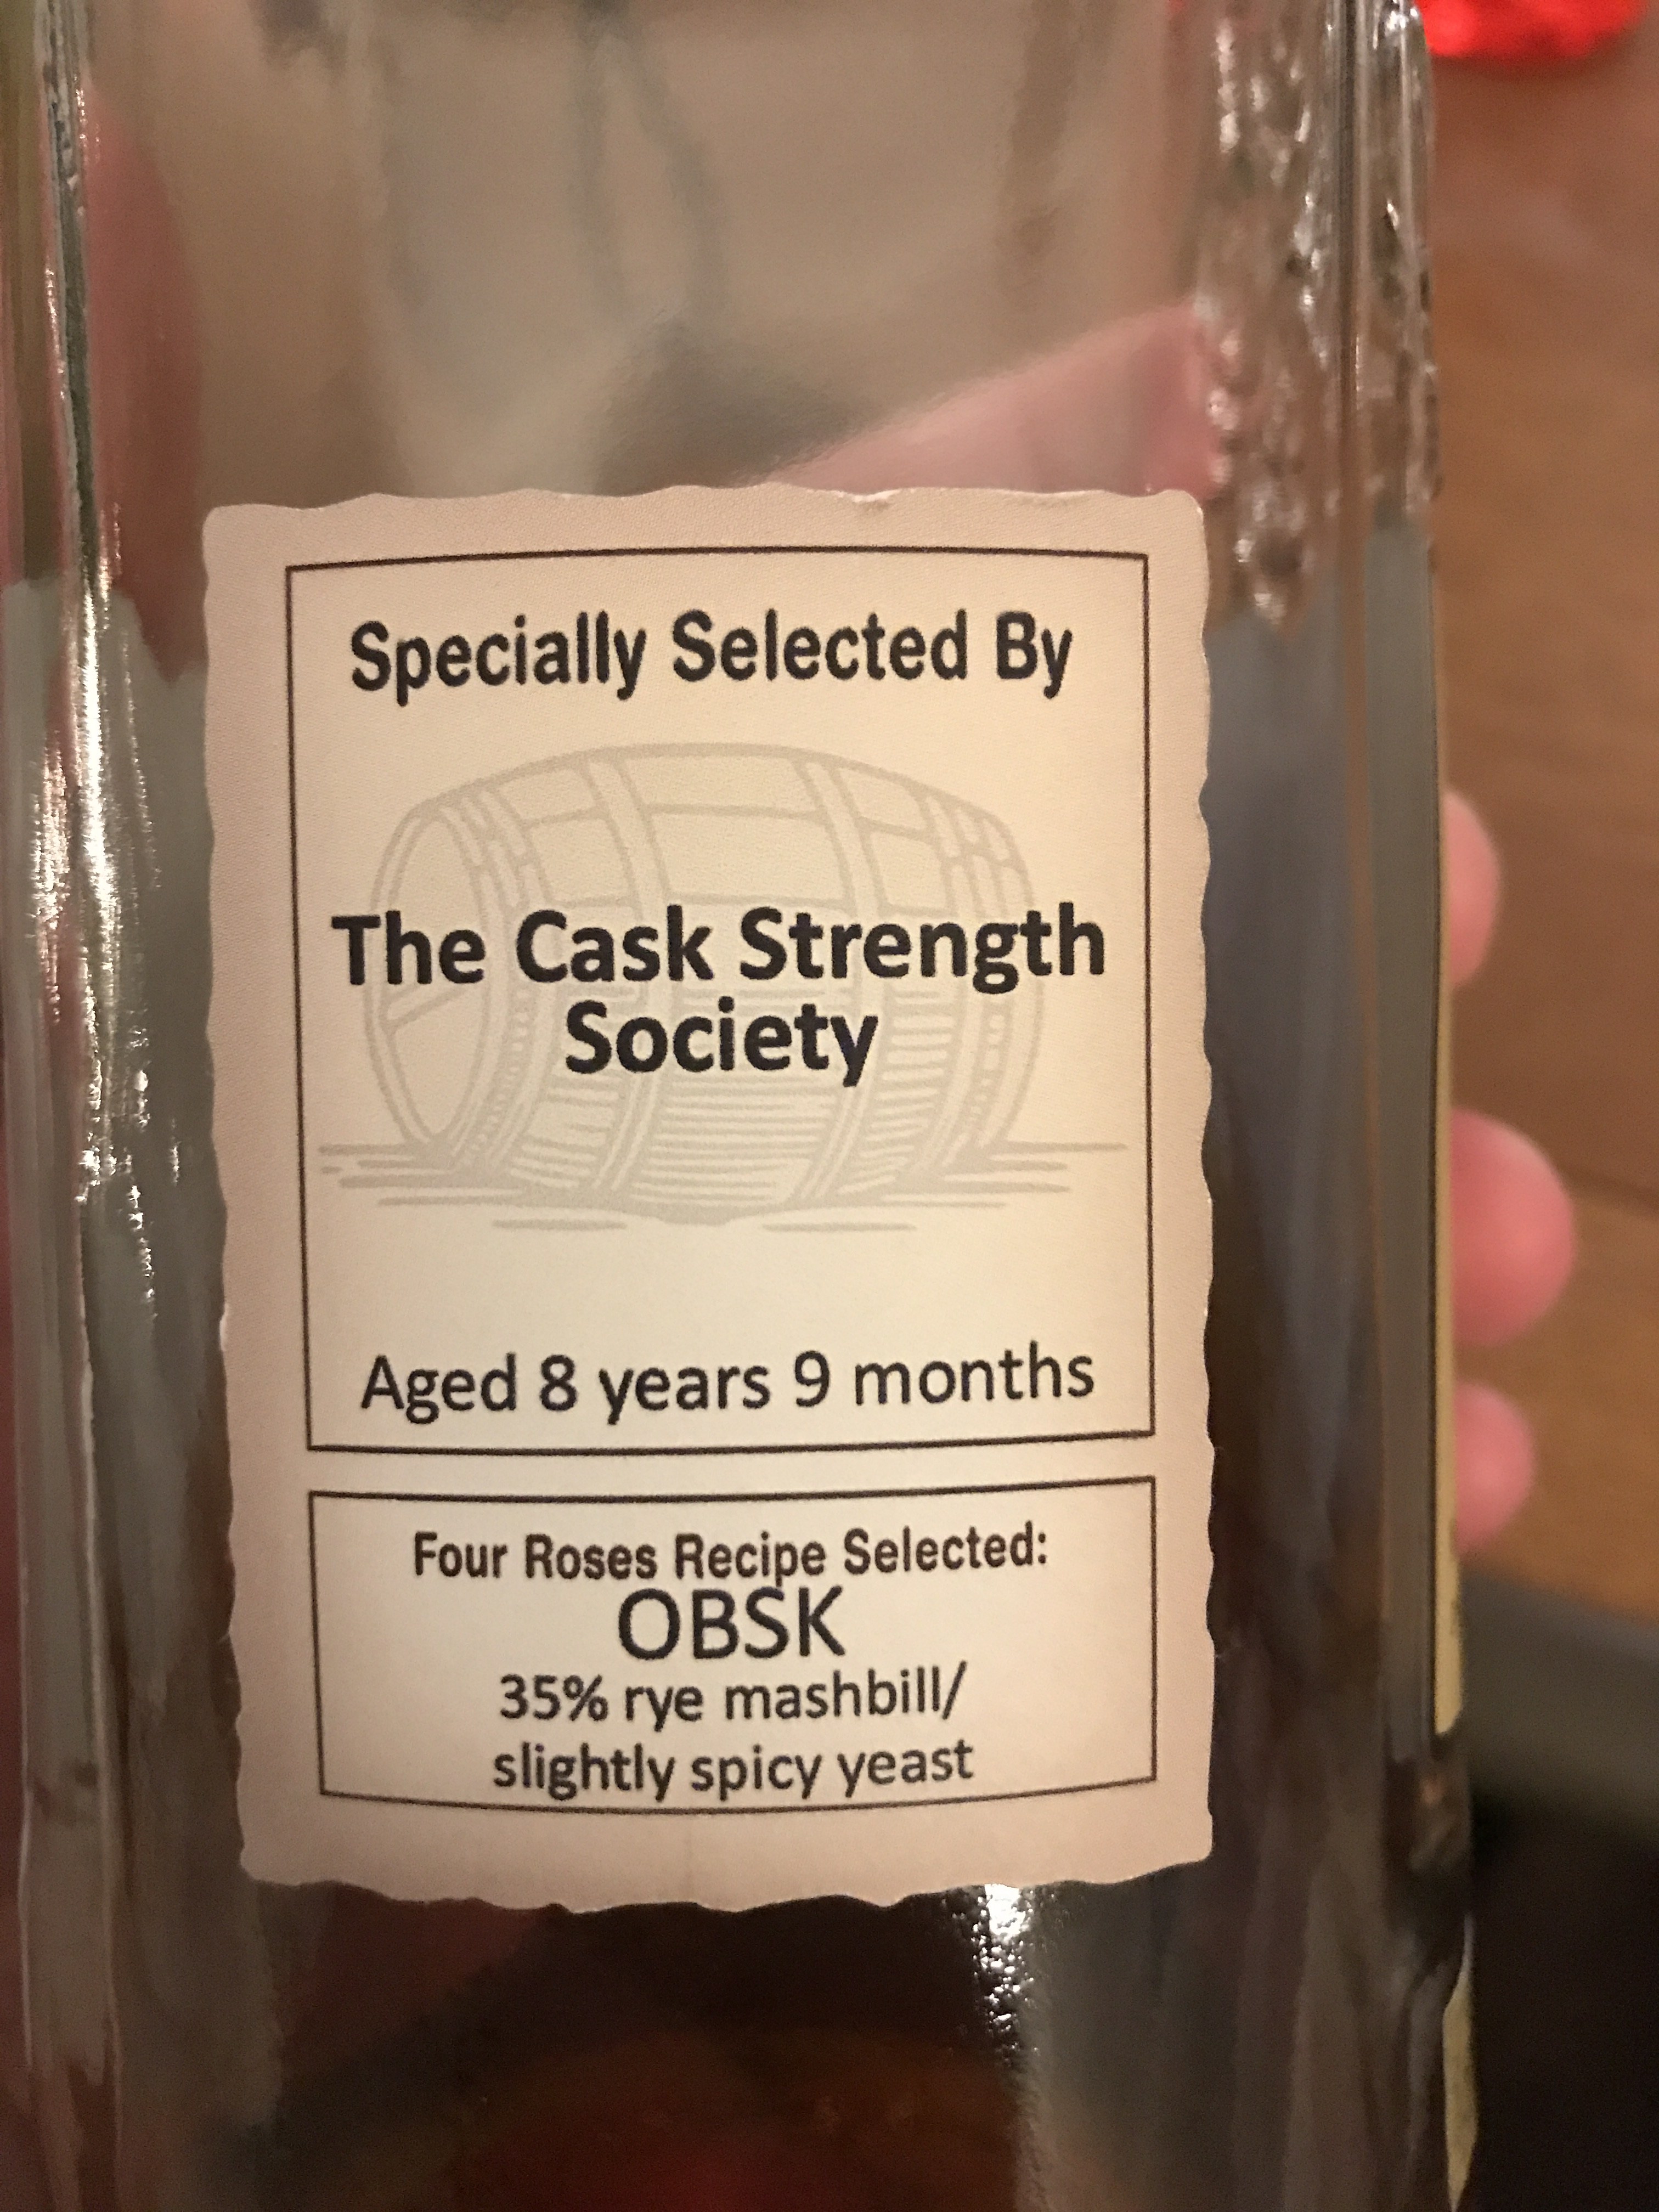 Specially Selected By
The Cask Strength
Society
Aged 8 years 9 months
Four Roses Recipe Selected:
OBSK
35% rye mashbill/
slightly spicy yeast